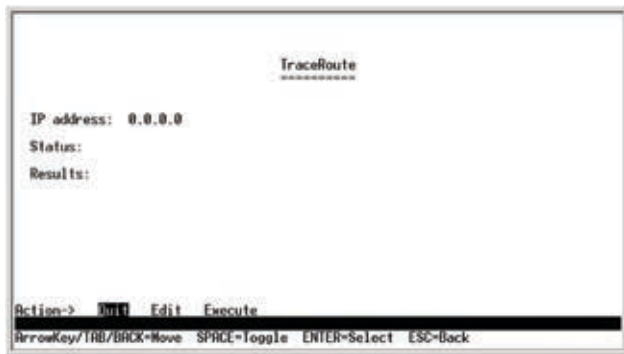 TraceRoute
----------
IP address: 0.0.0.0
Status:
Results:
Action-> Quit Edit Execute
ArrowKey/TAB/BACK=Move SPACE=Toggle ENTER=Select ESC=Back